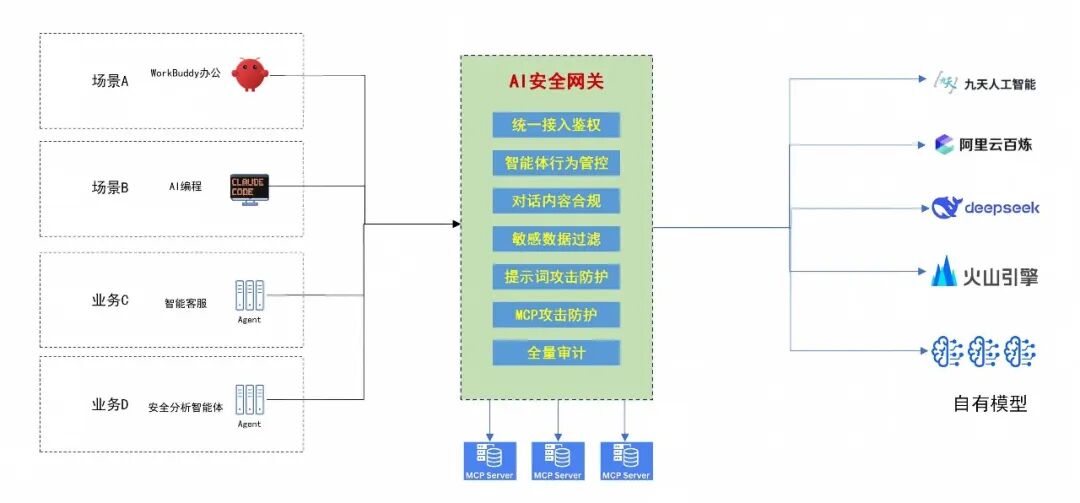 场景A
WorkBuddy办公
场景B
AI编程
CLAUDE
CODE
业务C
智能客服
Agent
业务D
安全分析智能体
Agent
AI安全网关
统一接入鉴权
智能体行为管控
对话内容合规
敏感数据过滤
提示词攻击防护
MCP攻击防护
全量审计
MCP Server
MCP Server
MCP Server
九天
九天人工智能
阿里云百炼
deepseek
火山引擎
自有模型